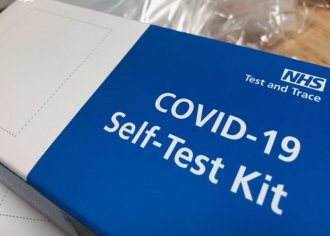 NHS
Test and Trace
COVID-19
Self-Test Kit